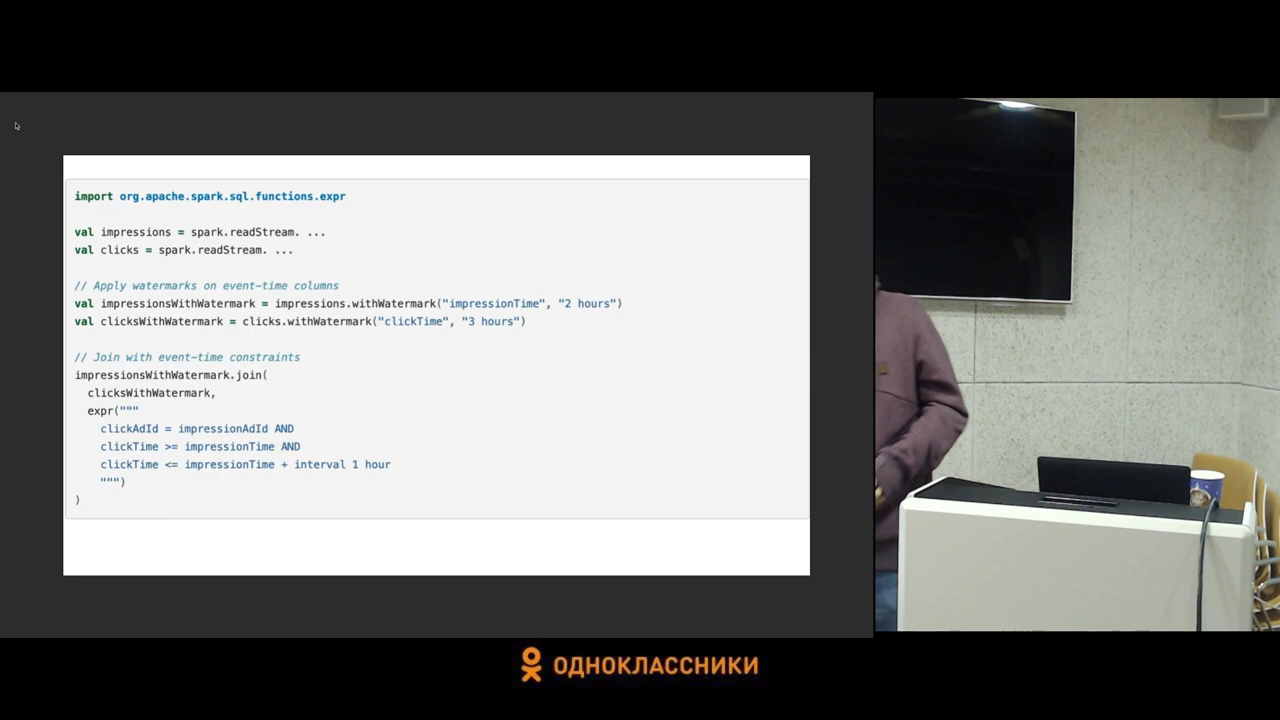 import org.apache.spark.sql.functions.expr
val impressions = spark.readStream. ...
val clicks = spark.readStream. ...
// Apply watermarks on event-time columns
val impressionsWithWatermark = impressions.withWatermark("impressionTime", "2 hours")
val clicksWithWatermark = clicks.withWatermark("clickTime", "3 hours")
// Join with event-time constraints
impressionsWithWatermark.join(
clicksWithWatermark,
expr("""
clickAdId = impressionAdId AND
clickTime >= impressionTime AND
clickTime <= impressionTime + interval 1 hour
""")
)
ОДНОКЛАССНИКИ